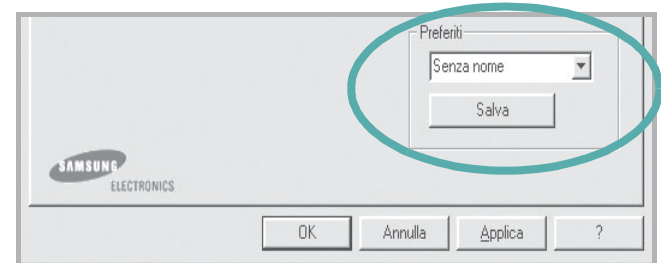 Preferiti
Senza nome
Salva
SAMSUNG
ELECTRONICS
OK Annulla Applica ?